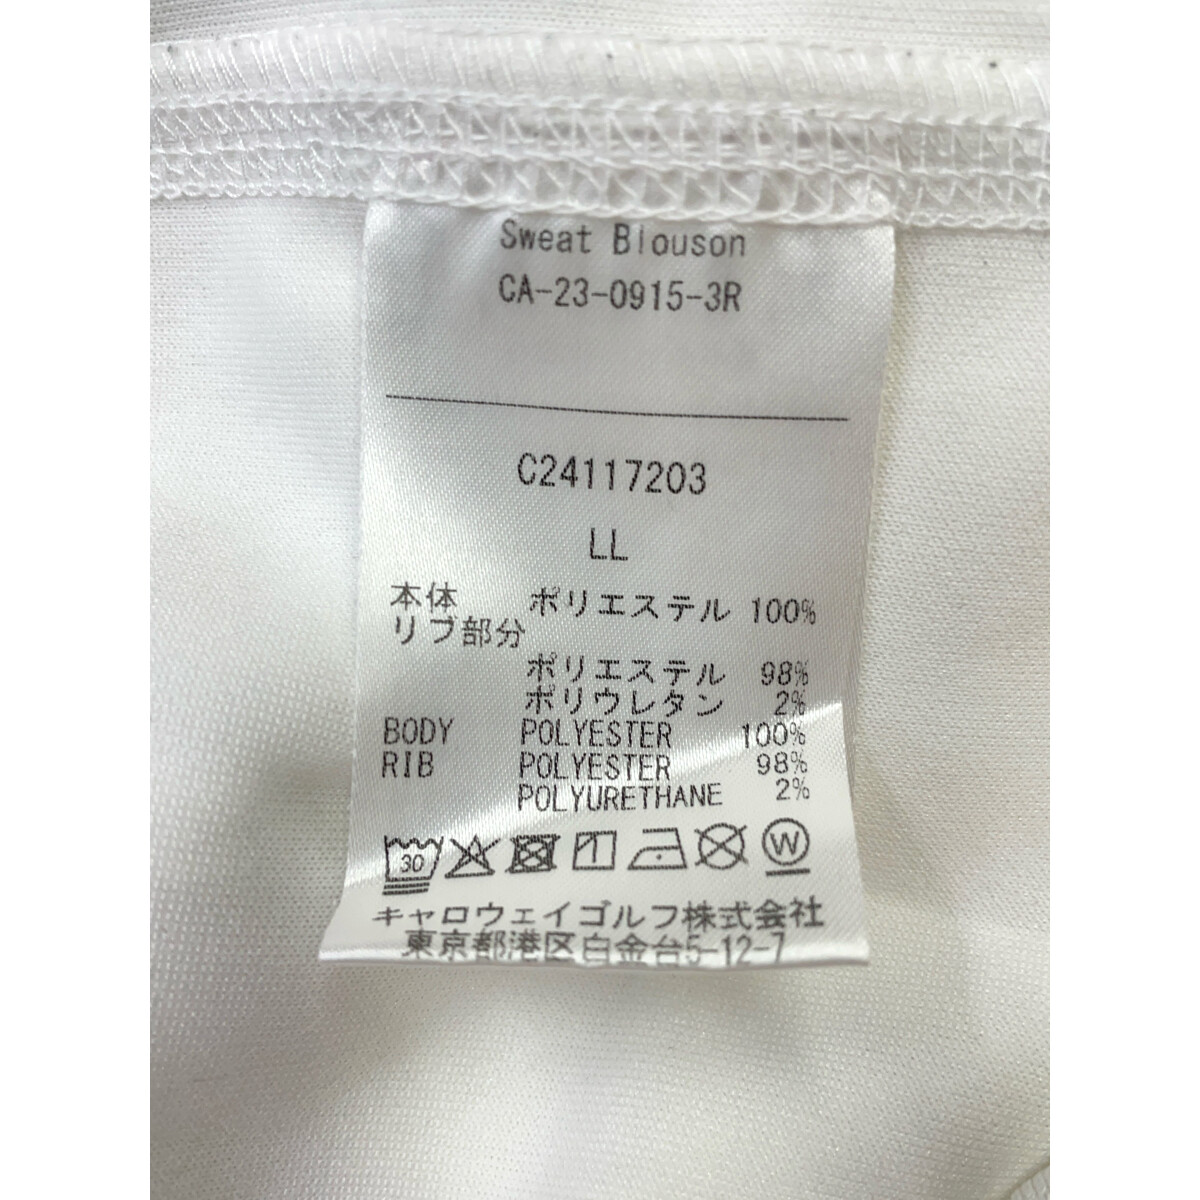 Sweat Blouson
CA-23-0915-3R
C24117203
LL
本体 ポリエステル 100%
リブ部分
ポリエステル 98%
ポリウレタン 2%
BODY POLYESTER 100%
RIB POLYESTER 98%
POLYURETHANE 2%
30 W
キャロウェイゴルフ株式会社
東京都港区白金台5-12-7